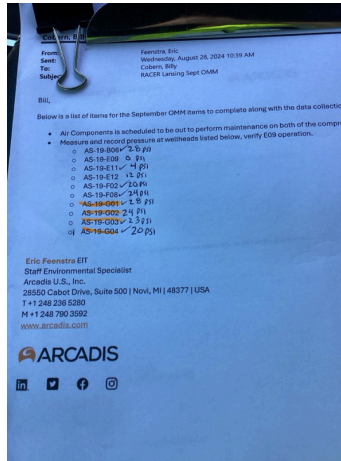 Cobern, Bill
From: Feenstra, Eric
Sent: Wednesday, August 28, 2024 10:39 AM
To: Cobern, Billy
Subjec RACER Lansing Sept OMM
Bill,
Below is a list of items for the September OMM items to complete along with the data collectio
• Air Components is scheduled to be out to perform maintenance on both of the compr
• Measure and record pressure at wellheads listed below, verify E09 operation.
o AS-19-B06 ✓ 28 PSI
o AS-19-E09 0 PSI
o AS-19-E11 ✓ 4 PSI
o AS-19-E12 12 PSI
o AS-19-F02 ✓ 20 PSI
o AS-19-F08 ✓ 24 PSI
o AS-19-G01 ✓ 28 PSI
o AS-19-G02 24 PSI
o AS-19-G03 ✓ 23 PSI
o AS-19-G04 ✓ 20 PSI
Eric Feenstra EIT
Staff Environmental Specialist
Arcadis U.S., Inc.
28550 Cabot Drive, Suite 500 | Novi, MI | 48377 | USA
T +1 248 236 5280
M +1 248 790 3592
www.arcadis.com
ARCADIS
in f